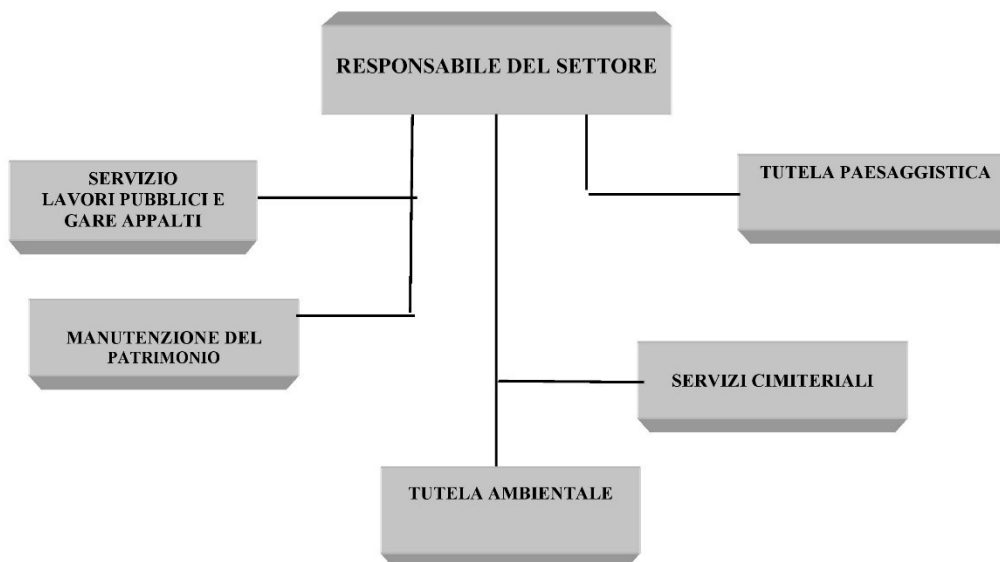 RESPONSABILE DEL SETTORE
SERVIZIO
LAVORI PUBBLICI E
GARE APPALTI
TUTELA PAESAGGISTICA
MANUTENZIONE DEL
PATRIMONIO
SERVIZI CIMITERIALI
TUTELA AMBIENTALE